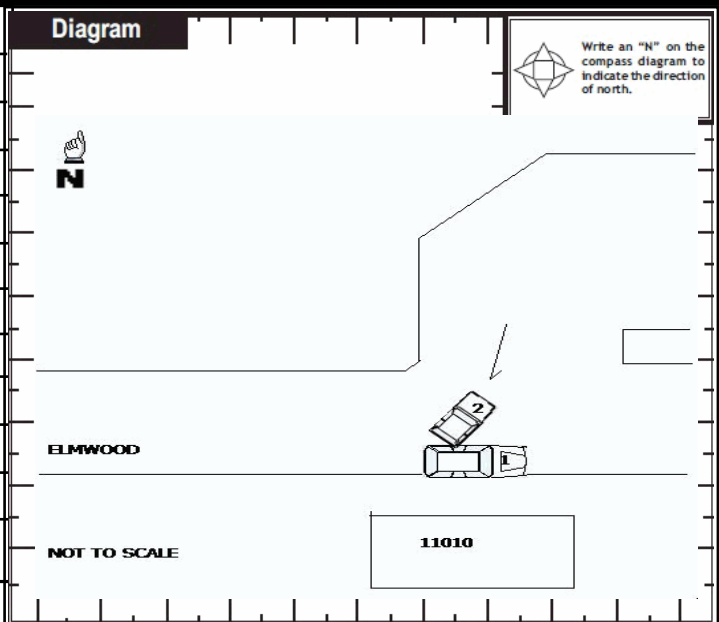 Diagram
Write an “N” on the
compass diagram to
indicate the direction
of north.
N
2
ELMWOOD
1
11010
NOT TO SCALE